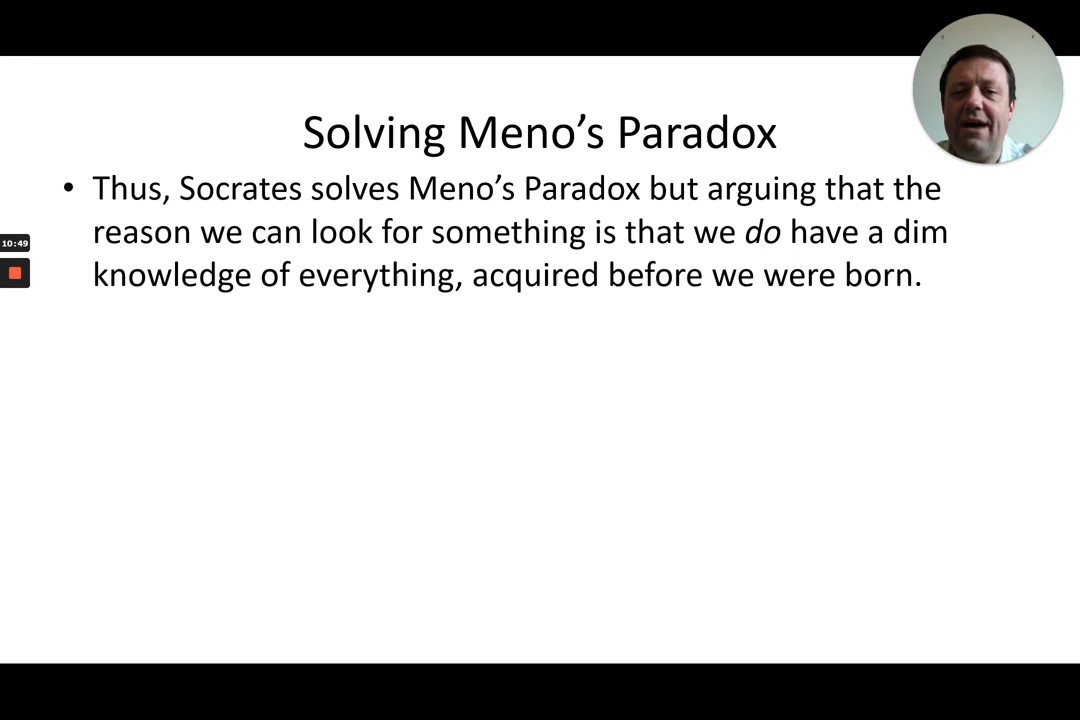 Solving Meno’s Paradox
• Thus, Socrates solves Meno’s Paradox but arguing that the
reason we can look for something is that we do have a dim
knowledge of everything, acquired before we were born.
10:49